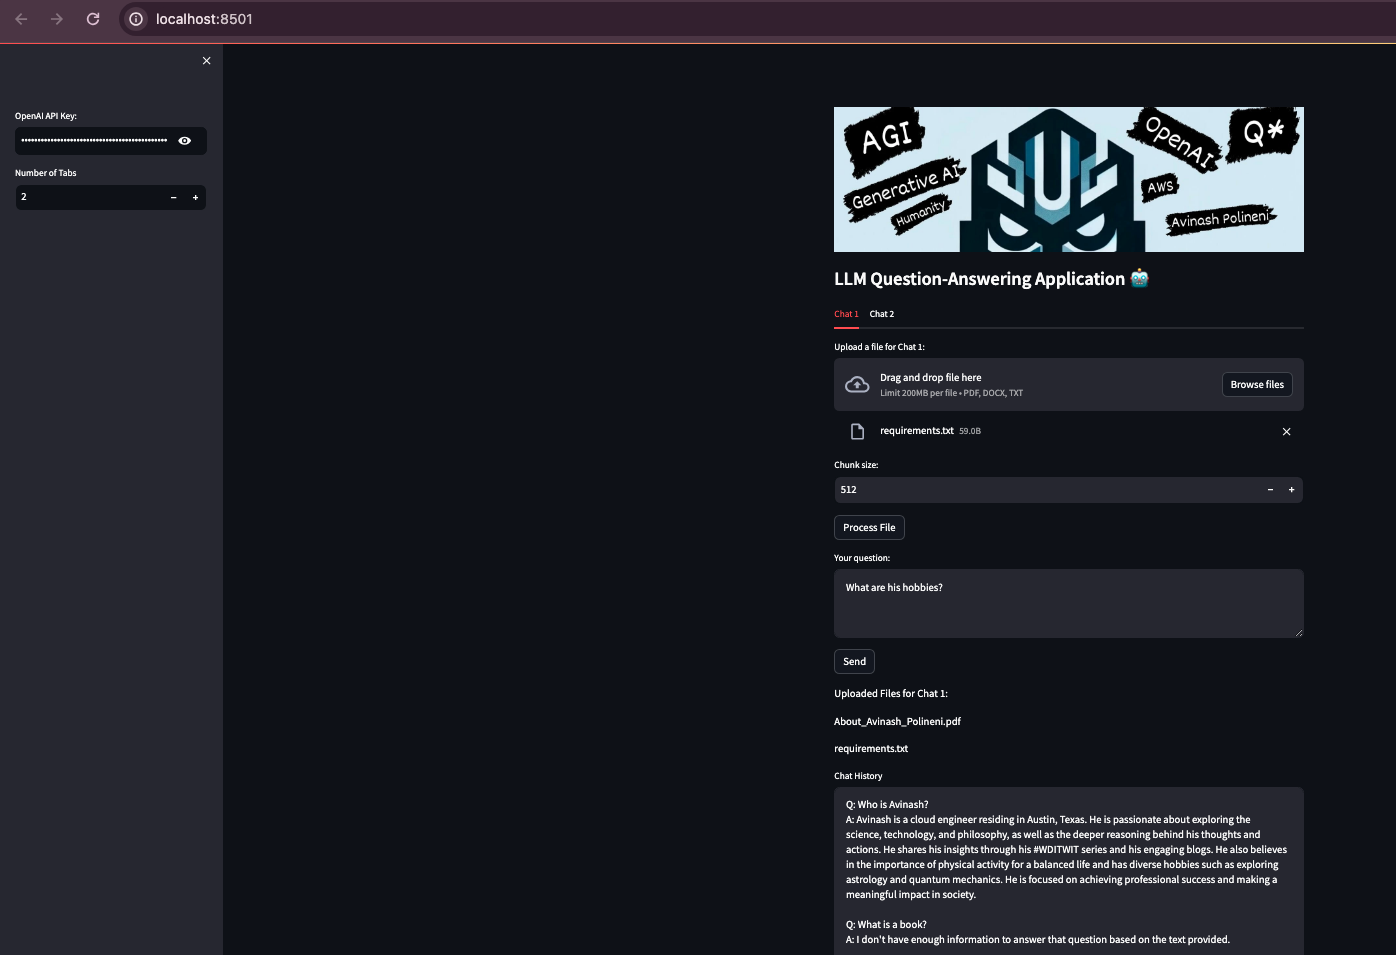 localhost:8501
OpenAI API Key:
Number of Tabs
2
AGI
Generative AI
Humanity
OpenAI
Q*
AWS
Avinash Polineni
LLM Question-Answering Application 🤖
Chat 1 Chat 2
Upload a file for Chat 1:
Drag and drop file here
Limit 200MB per file • PDF, DOCX, TXT
Browse files
requirements.txt 59.0B
Chunk size:
512
Process File
Your question:
What are his hobbies?
Send
Uploaded Files for Chat 1:
About_Avinash_Polineni.pdf
requirements.txt
Chat History
Q: Who is Avinash?
A: Avinash is a cloud engineer residing in Austin, Texas. He is passionate about exploring the
science, technology, and philosophy, as well as the deeper reasoning behind his thoughts and
actions. He shares his insights through his #WDITWIT series and his engaging blogs. He also believes
in the importance of physical activity for a balanced life and has diverse hobbies such as exploring
astrology and quantum mechanics. He is focused on achieving professional success and making a
meaningful impact in society.
Q: What is a book?
A: I don't have enough information to answer that question based on the text provided.